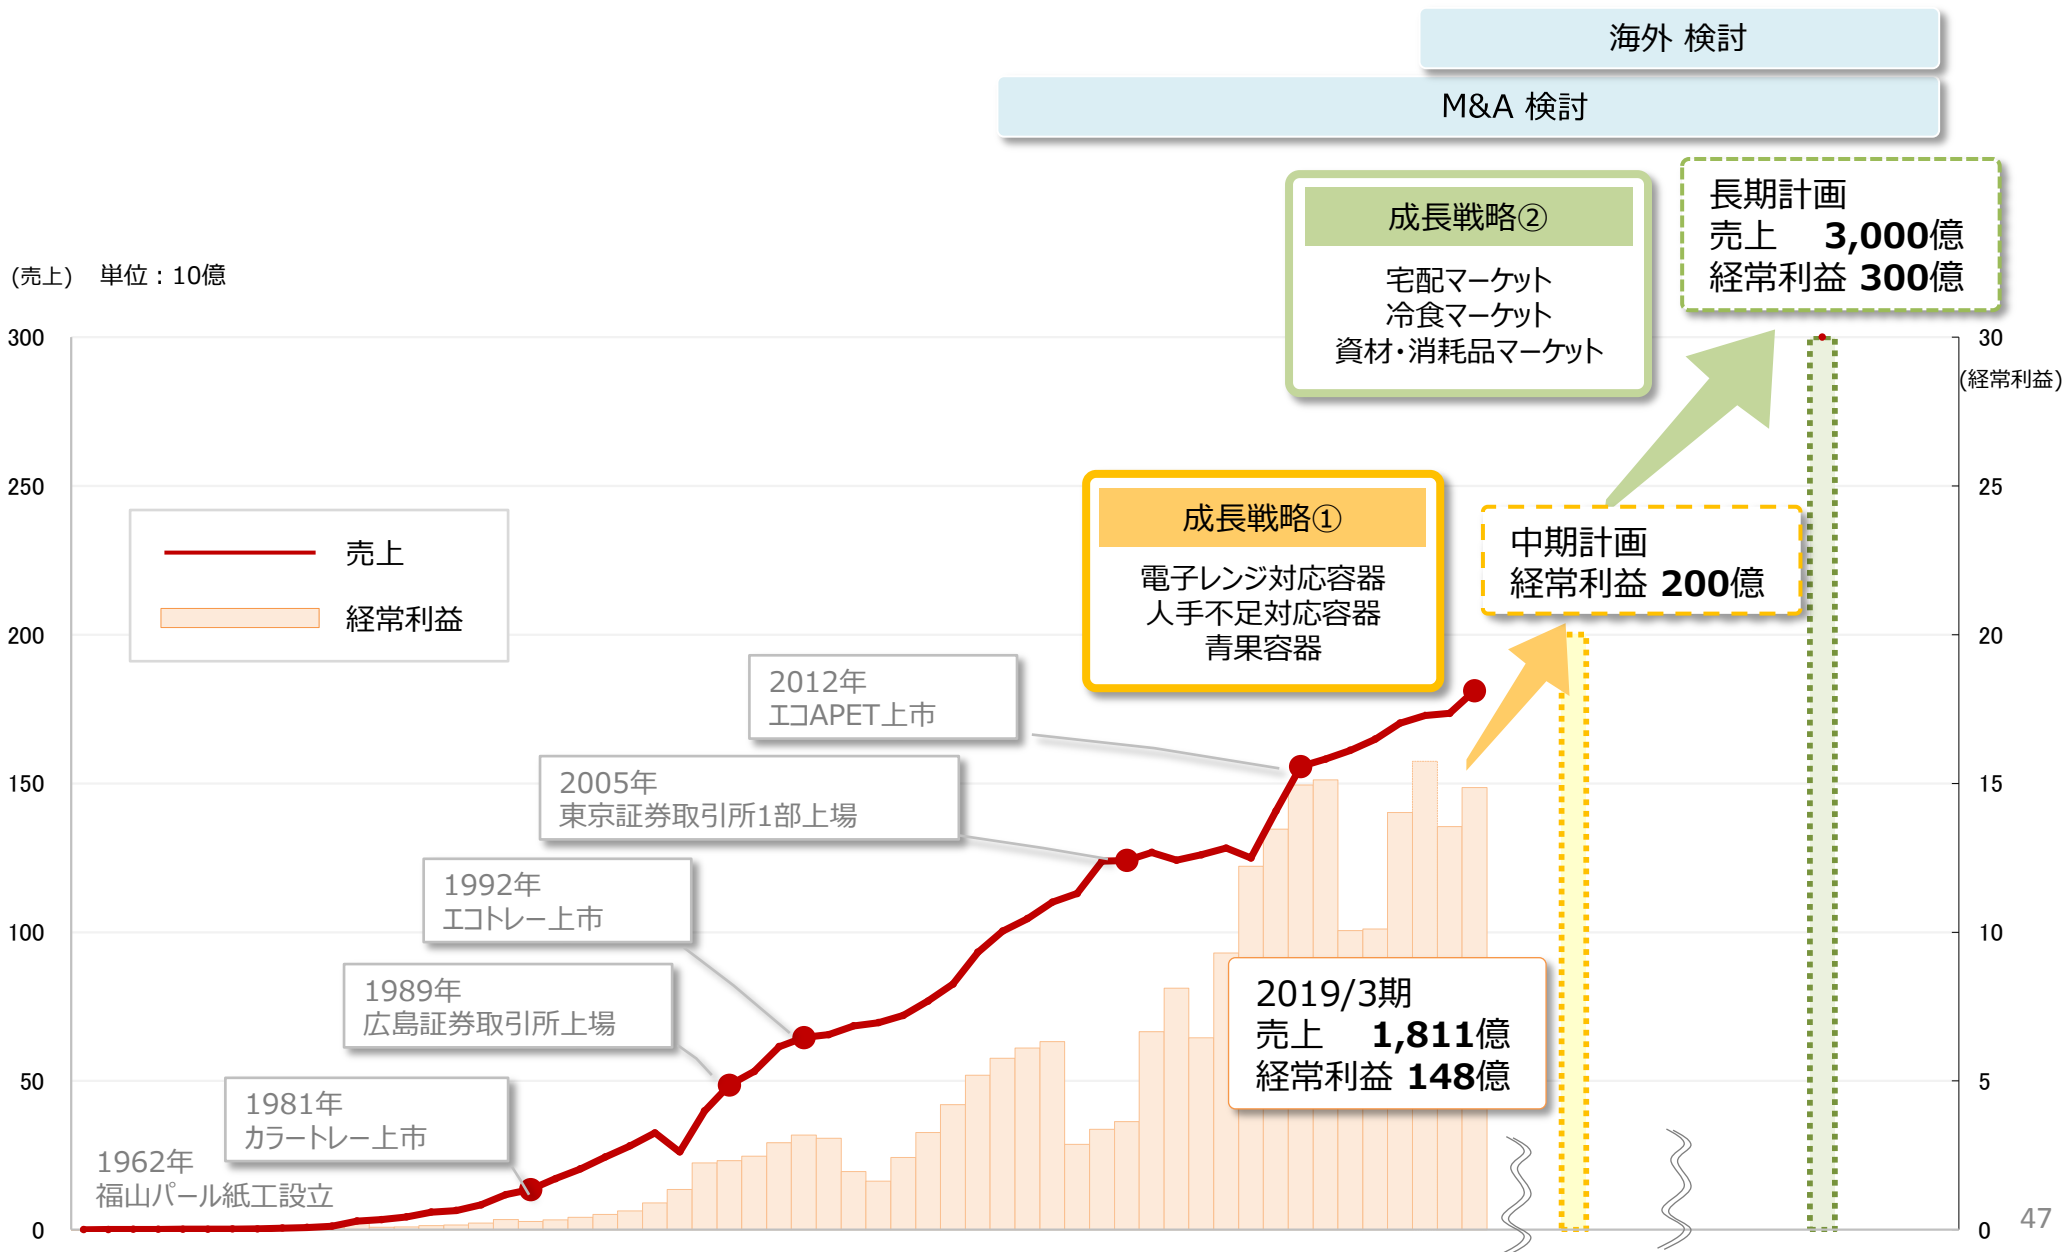 海外 検討
M&A 検討
長期計画
売上 3,000億
経常利益 300億
成長戦略②
宅配マーケット
冷食マーケット
資材・消耗品マーケット
(売上) 単位：10億
300
250
200
150
100
50
0
30
(経常利益)
25
20
15
10
5
0
売上
経常利益
成長戦略①
電子レンジ対応容器
人手不足対応容器
青果容器
中期計画
経常利益 200億
2012年
エコAPET上市
2005年
東京証券取引所1部上場
1992年
エコトレー上市
1989年
広島証券取引所上場
1981年
カラートレー上市
1962年
福山パール紙工設立
2019/3期
売上 1,811億
経常利益 148億
47